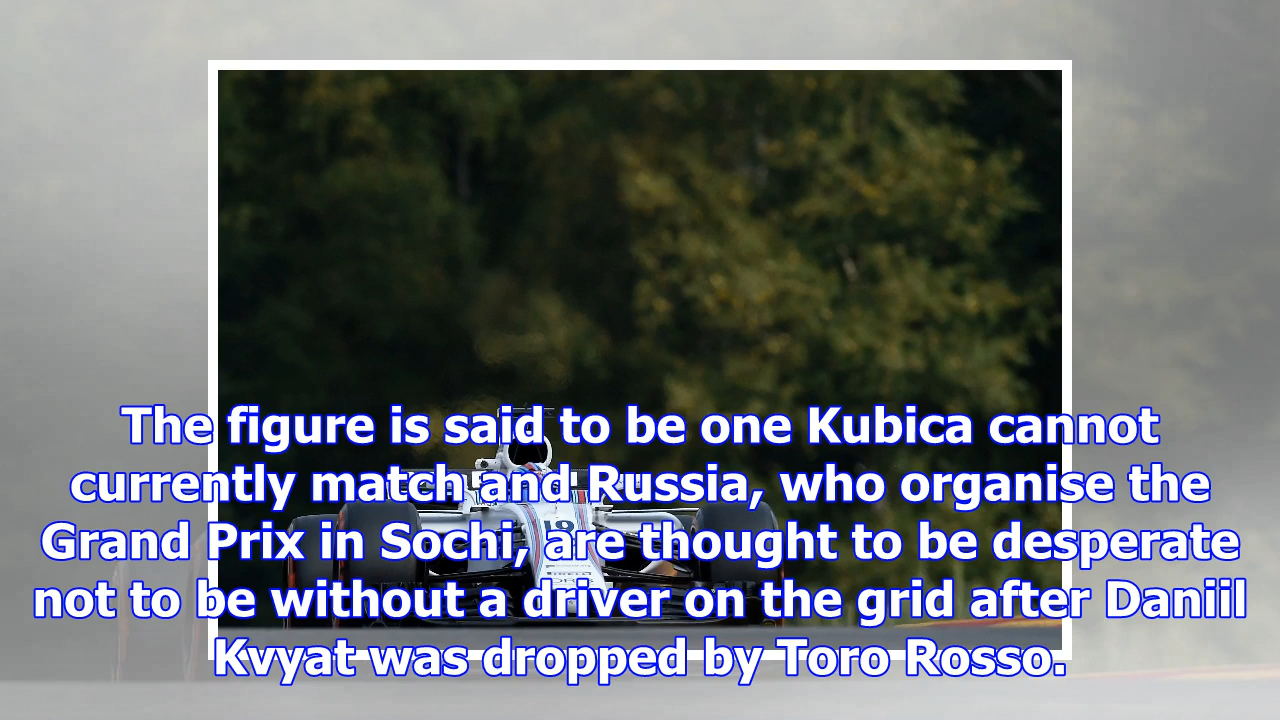 The figure is said to be one Kubica cannot
currently match and Russia, who organise the
Grand Prix in Sochi, are thought to be desperate
not to be without a driver on the grid after Daniil
Kvyat was dropped by Toro Rosso.
19